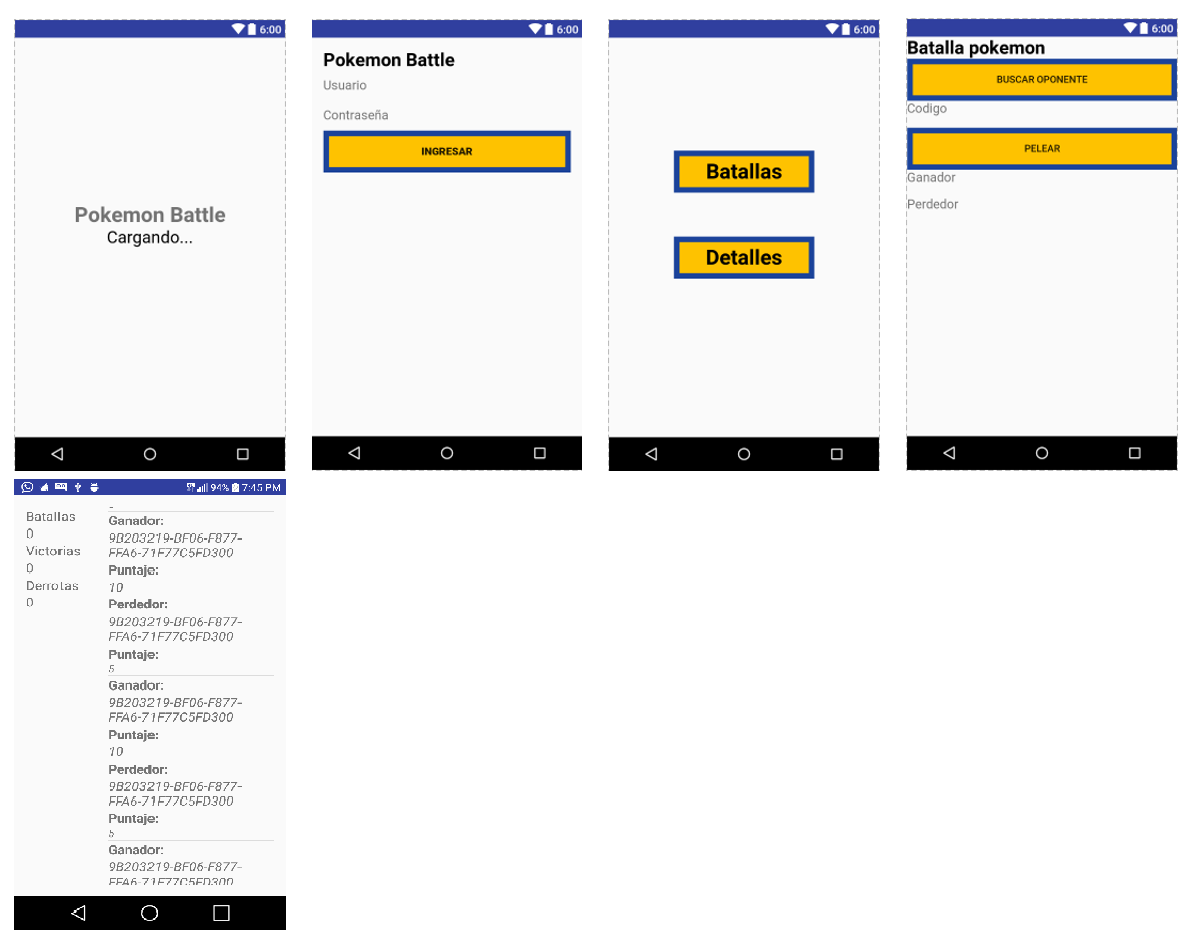 6:00
Pokemon Battle
Cargando...
6:00
Pokemon Battle
Usuario
Contraseña
INGRESAR
6:00
Batallas
Detalles
6:00
Batalla pokemon
BUSCAR OPONENTE
Codigo
PELEAR
Ganador
Perdedor
94% 7:45 PM
Batallas
0
Victorias
0
Derrotas
0
Ganador:
9B203219-BF06-F877-
FFA6-71F77C5FD300
Puntaje:
10
Perdedor:
9B203219-BF06-F877-
FFA6-71F77C5FD300
Puntaje:
5
Ganador:
9B203219-BF06-F877-
FFA6-71F77C5FD300
Puntaje:
10
Perdedor:
9B203219-BF06-F877-
FFA6-71F77C5FD300
Puntaje:
5
Ganador:
9B203219-BF06-F877-
FFA6-71F77C5FD300